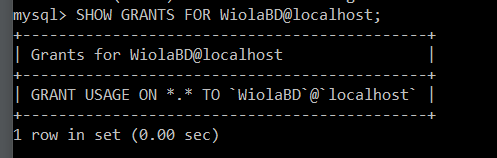 mysql> SHOW GRANTS FOR WiolaBD@localhost;
+---------------------------------------------+
| Grants for WiolaBD@localhost                |
+---------------------------------------------+
| GRANT USAGE ON *.* TO `WiolaBD`@`localhost` |
+---------------------------------------------+
1 row in set (0.00 sec)